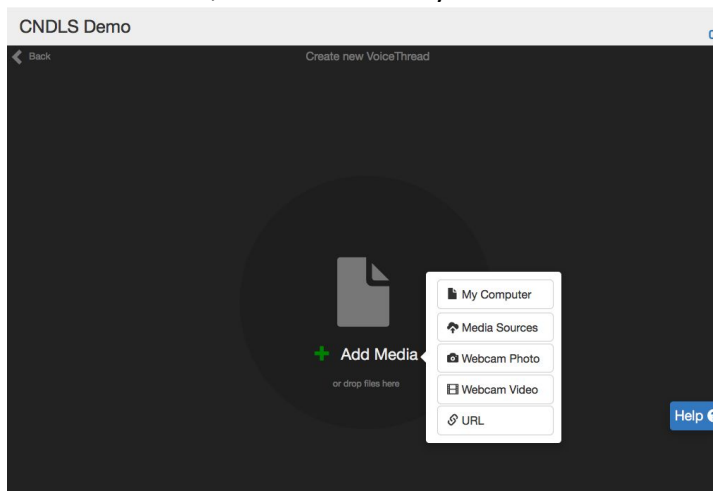 CNDLS Demo
Back
Create new VoiceThread
My Computer
Media Sources
Add Media
Webcam Photo
or drop files here
Webcam Video
URL
Help